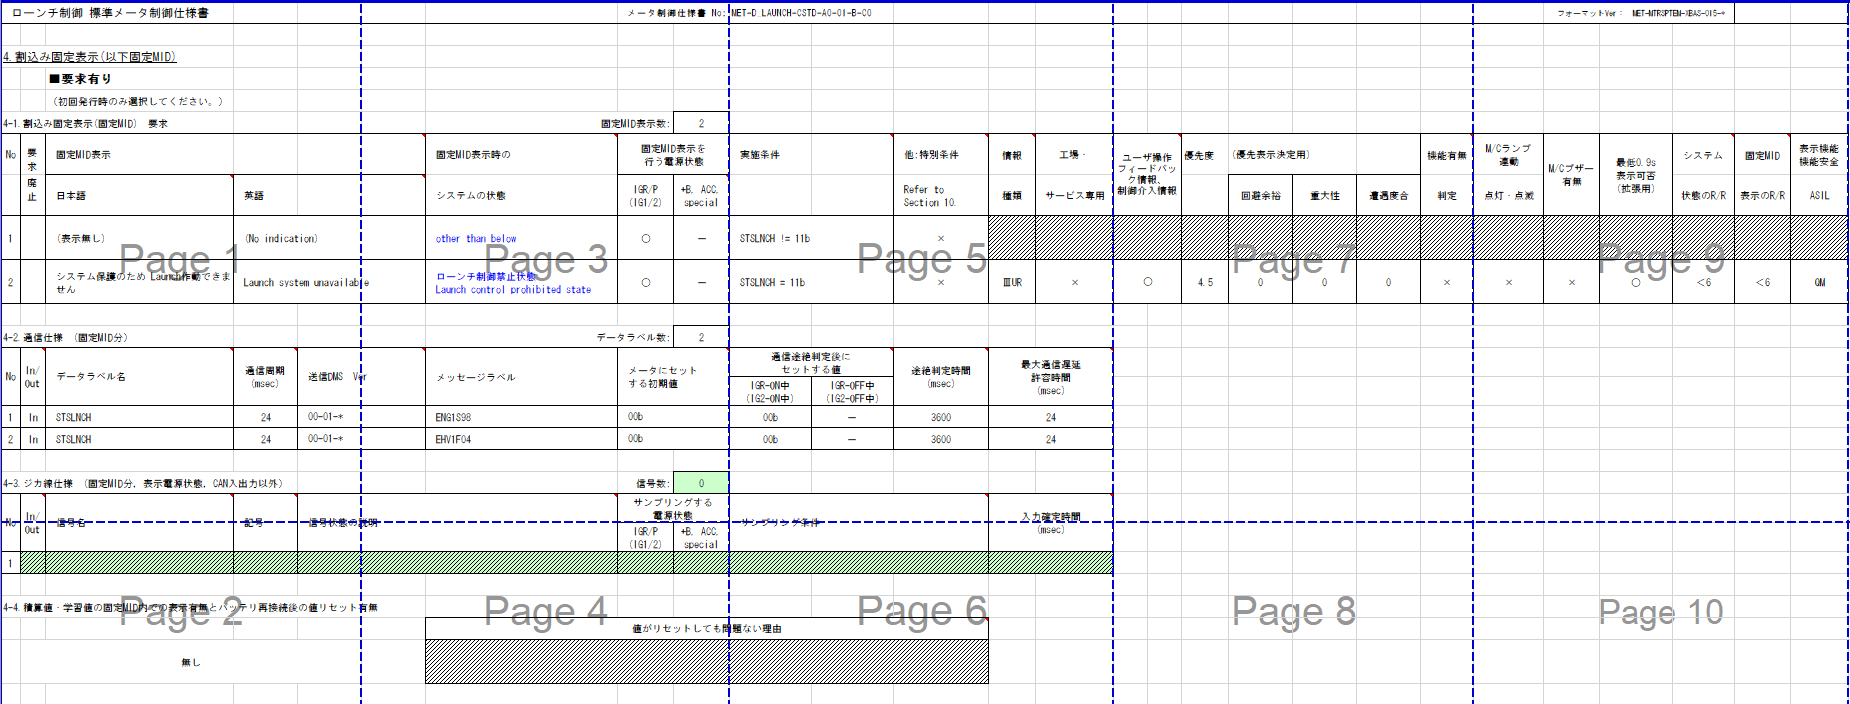 ローンチ制御 標準メータ制御仕様書 メータ制御仕様書 No: MET-D_LAUNCH-CSTD-A0-01-B-C0 フォーマットVer : MET-MTRSPTEM-XBAS-015-*
4.割込み固定表示(以下固定MID)
■要求有り
(初回発行時のみ選択してください。)
4-1.割込み固定表示(固定MID) 要求 固定MID表示数: 2
No 要求 廃止 固定MID表示 日本語 英語 固定MID表示時の システムの状態 固定MID表示を行う電源状態 IGR/P (IG1/2) +B, ACC, special 実施条件 他:特別条件 Refer to Section 10. 情報 種類 工場・ サービス専用 ユーザ操作フィードバック情報、制御介入情報 優先度 (優先表示決定用) 回避余裕 重大性 遭遇度合 機能有無 判定 M/Cランプ連動 点灯・点滅 M/Cブザー有無 最低0.9s表示可否(拡張用) システム 状態のR/R 固定MID 表示のR/R 表示機能機能安全 ASIL
1 (表示無し) (No indication) other than below ○ － STSLNCH != 11b ×
2 システム保護のため Launch作動できません Launch system unavailable ローンチ制御禁止状態 Launch control prohibited state ○ － STSLNCH = 11b × ⅢUR × ○ 4.5 0 0 0 × × × ○ <6 <6 QM
Page 1 Page 3 Page 5 Page 7 Page 9
4-2.通信仕様 (固定MID分) データラベル数: 2
No In/Out データラベル名 通信周期 (msec) 送信DMS Ver メッセージラベル メータにセットする初期値 通信途絶判定後にセットする値 IGR-ON中 (IG2-ON中) IGR-OFF中 (IG2-OFF中) 途絶判定時間 (msec) 最大通信遅延許容時間 (msec)
1 In STSLNCH 24 00-01-* ENG1S98 00b 00b － 3600 24
2 In STSLNCH 24 00-01-* EHV1F04 00b 00b － 3600 24
4-3.ジカ線仕様 (固定MID分, 表示電源状態, CAN入出力以外) 信号数: 0
No In/Out 信号名 記号 信号状態の説明 サンプリングする電源状態 IGR/P (IG1/2) +B, ACC, special サンプリング条件 入力確定時間 (msec)
1
4-4.積算値・学習値の固定MID内での表示有無とバッテリ再接続後の値リセット有無
Page 2 Page 4 Page 6 Page 8 Page 10
値がリセットしても問題ない理由
無し